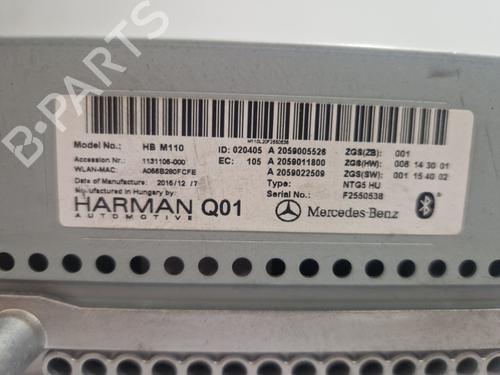 B-PARTS
M110L20F2550538
Model No.: HB M110 ID: 020405 A 2059005526 ZGS(ZB): 001
Accession Nr.: 1131106-000 EC: 105 A 2059011800 ZGS(HW): 006 14 30 01
WLAN-MAC: A066B280FCFE A 2059022509 ZGS(SW): 001 15 40 02
Date of Manufacture: 2016/12 /7 Type: NTG5 HU
Manufactured in Hungary by: Serial No.: F2550538
HARMAN Q01 Mercedes-Benz
AUTOMOTIVE